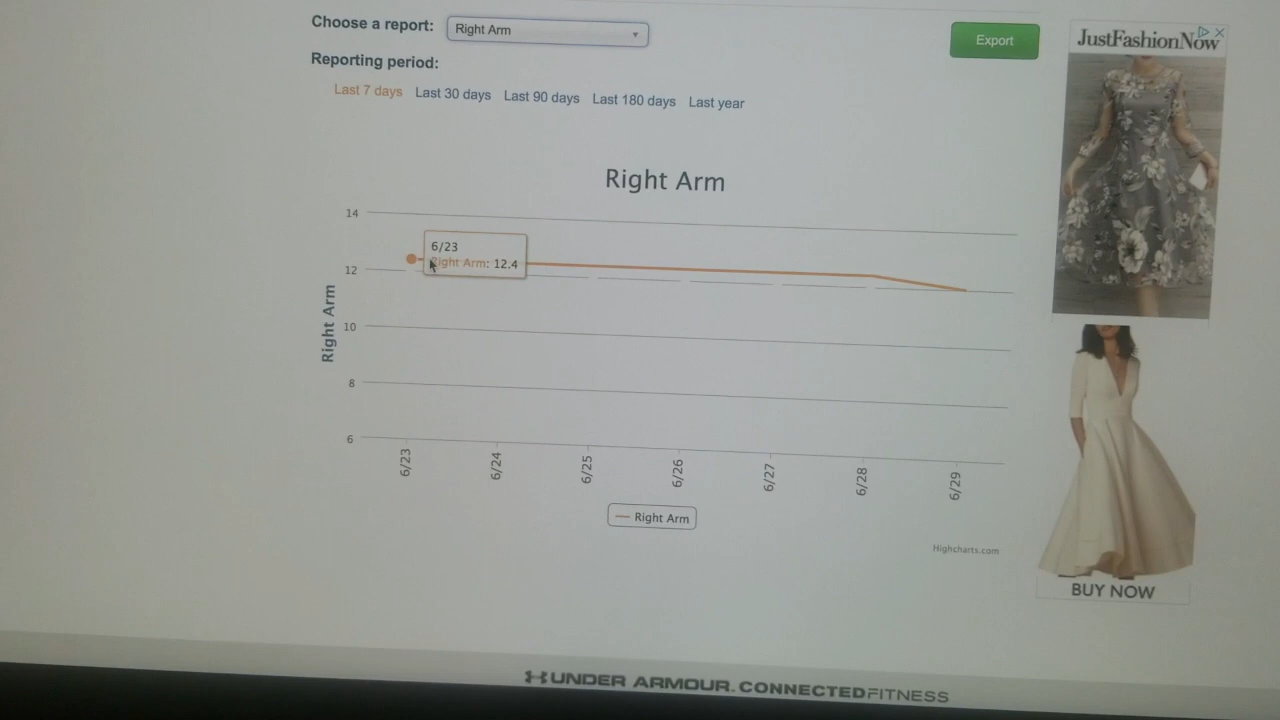 Choose a report: Right Arm
Export
Reporting period:
Last 7 days Last 30 days Last 90 days Last 180 days Last year
JustFashionNow
Right Arm
14
12
10
8
6
Right Arm
6/23
Right Arm: 12.4
6/23 6/24 6/25 6/26 6/27 6/28 6/29
Right Arm
Highcharts.com
BUY NOW
UNDER ARMOUR. CONNECTEDFITNESS